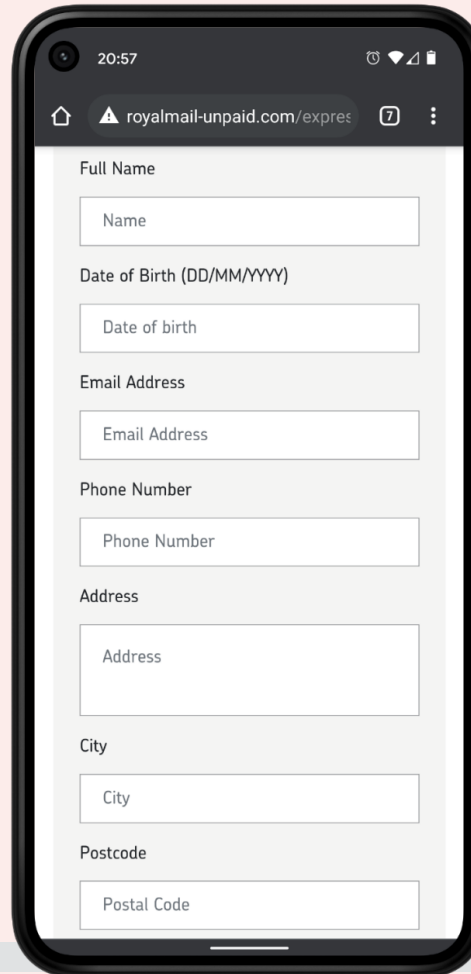 20:57
royalmail-unpaid.com/expres
7
Full Name
Name
Date of Birth (DD/MM/YYYY)
Date of birth
Email Address
Email Address
Phone Number
Phone Number
Address
Address
City
City
Postcode
Postal Code